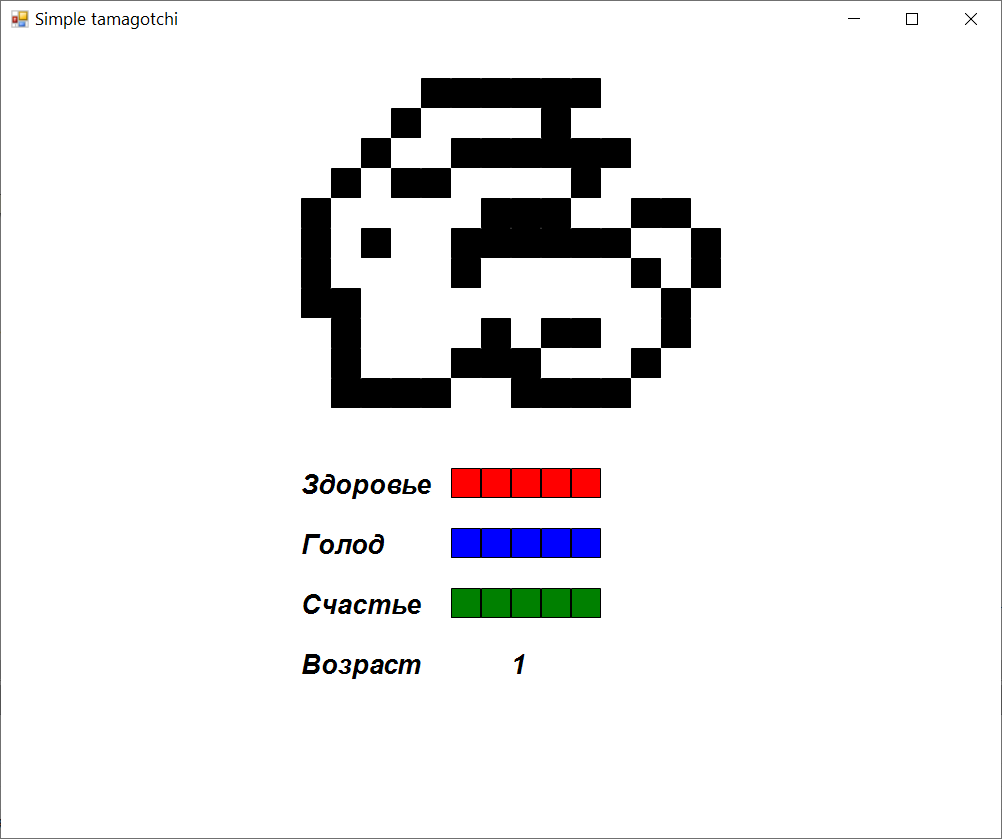 Simple tamagotchi
Здоровье
Голод
Счастье
Возраст 1